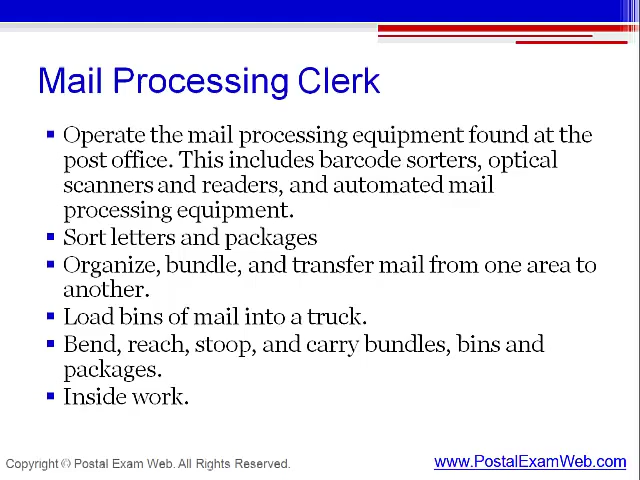 Mail Processing Clerk
▪ Operate the mail processing equipment found at the
post office. This includes barcode sorters, optical
scanners and readers, and automated mail
processing equipment.
▪ Sort letters and packages
▪ Organize, bundle, and transfer mail from one area to
another.
▪ Load bins of mail into a truck.
▪ Bend, reach, stoop, and carry bundles, bins and
packages.
▪ Inside work.
Copyright © Postal Exam Web. All Rights Reserved.
www.PostalExamWeb.com